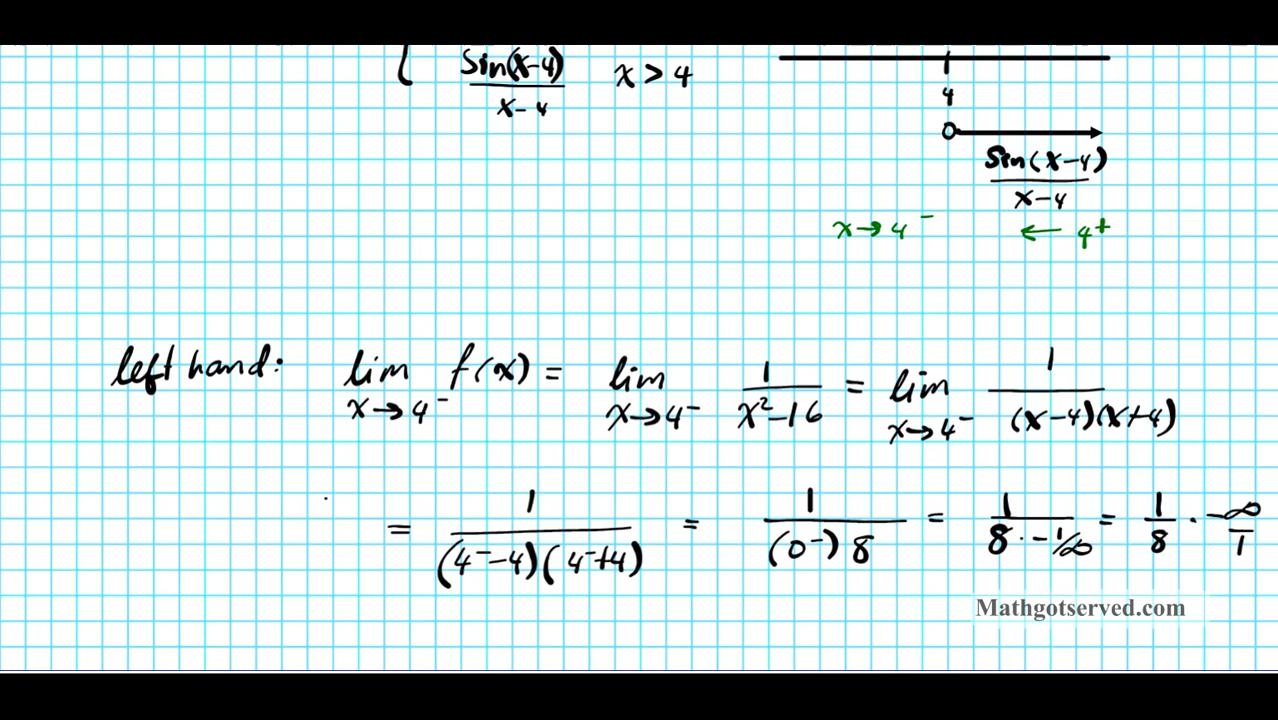 { Sin(x-4)/x-4 x > 4
4
Sin(x-4)/x-4
x → 4⁻ ← 4⁺
left hand: lim x→4⁻ f(x) = lim x→4⁻ 1/x²-16 = lim x→4⁻ 1/(x-4)(x+4)
= 1/(4⁻-4)(4⁻+4) = 1/(0⁻)8 = 1/8·-1/∞ = 1/8 · -∞/1
Mathgotserved.com